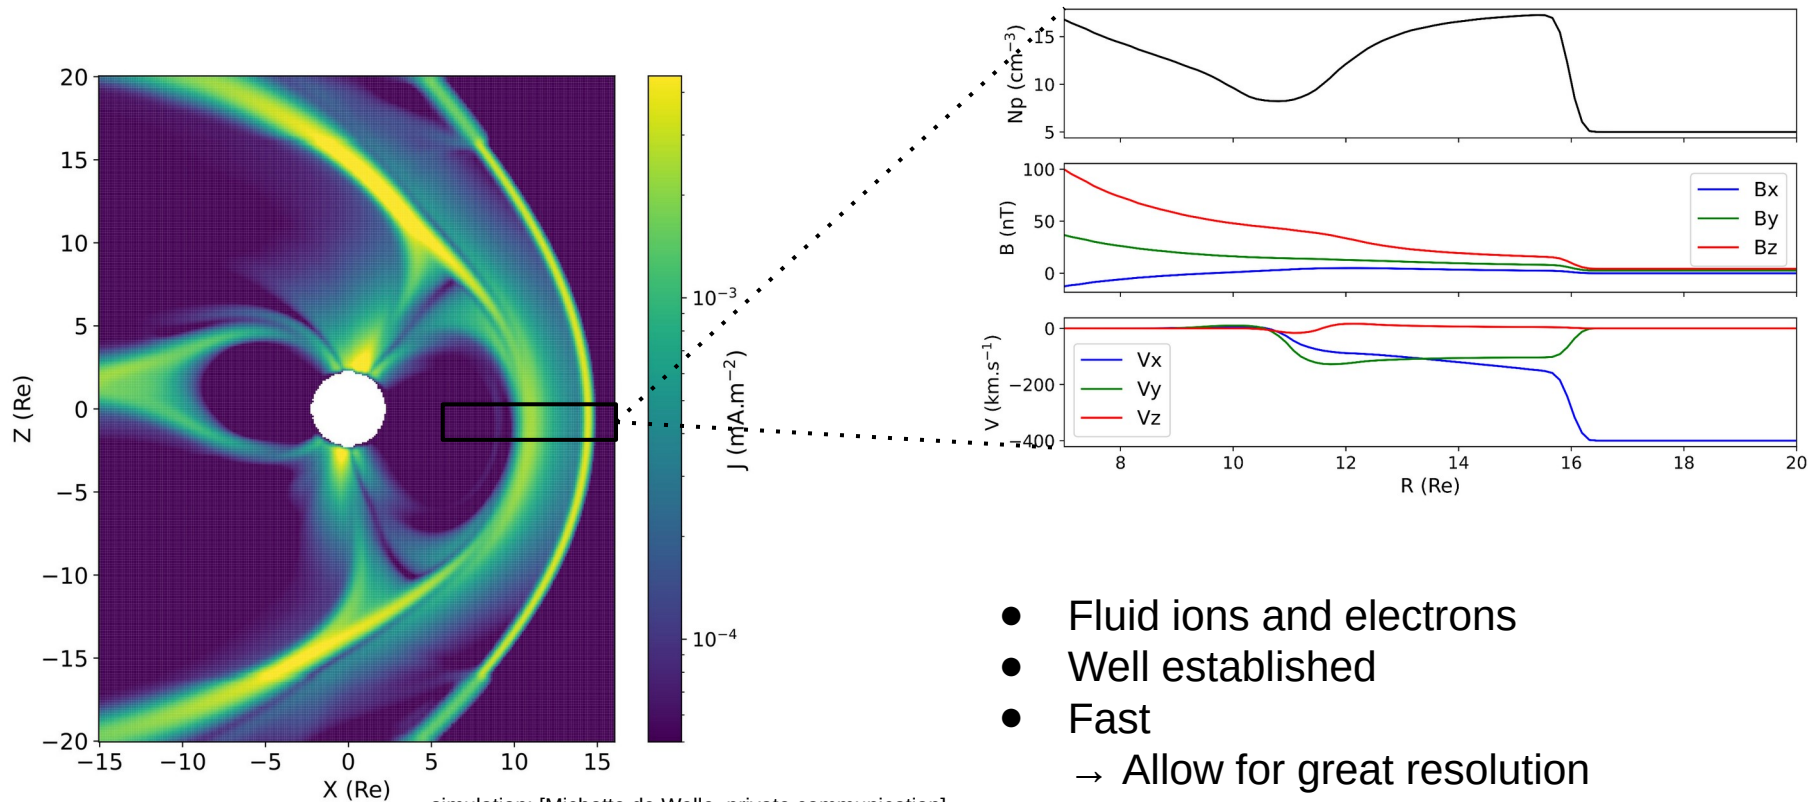 20
15
10
5
0
−5
−10
−15
−20
Z (Re)
−15 −10 −5 0 5 10 15
X (Re)
10−3
10−4
J (mA.m−2)
15
10
5
Np (cm−3)
100
50
0
B (nT)
Bx
By
Bz
0
−200
−400
V (km.s−1)
Vx
Vy
Vz
8 10 12 14 16 18 20
R (Re)
● Fluid ions and electrons
● Well established
● Fast
→ Allow for great resolution